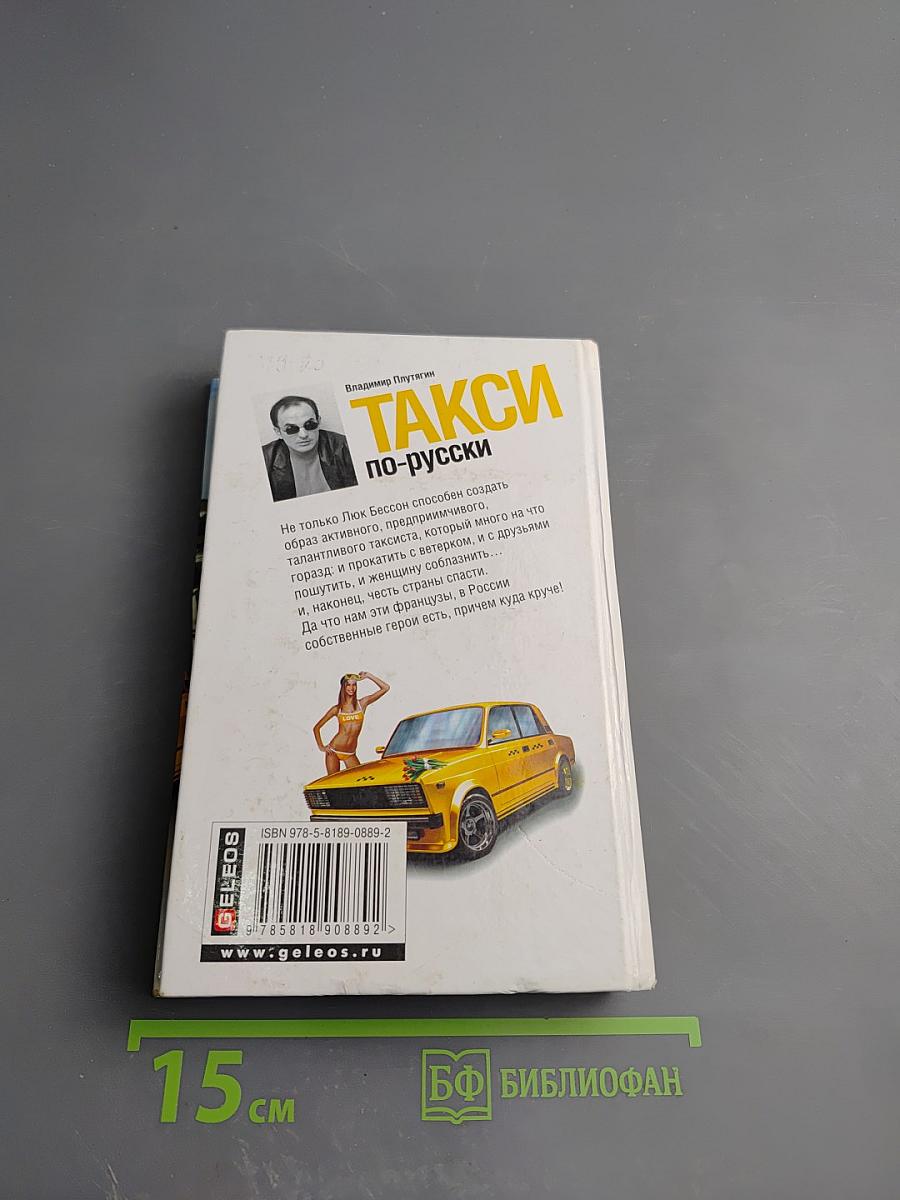 Владимир Плутягин
ТАКСИ
по-русски
Не только Люк Бессон способен создать
образ активного, предприимчивого,
талантливого таксиста, который много на что
горазд: и прокатить с ветерком, и с друзьями
пошутить, и женщину соблазнить...
и, наконец, честь страны спасти.
Да что нам эти французы, в России
собственные герои есть, причем куда круче!
LOVE
GELEOS
ISBN 978-5-8189-0889-2
9 785818 908892 >
www.geleos.ru
15 см
БФ БИБЛИОФАН